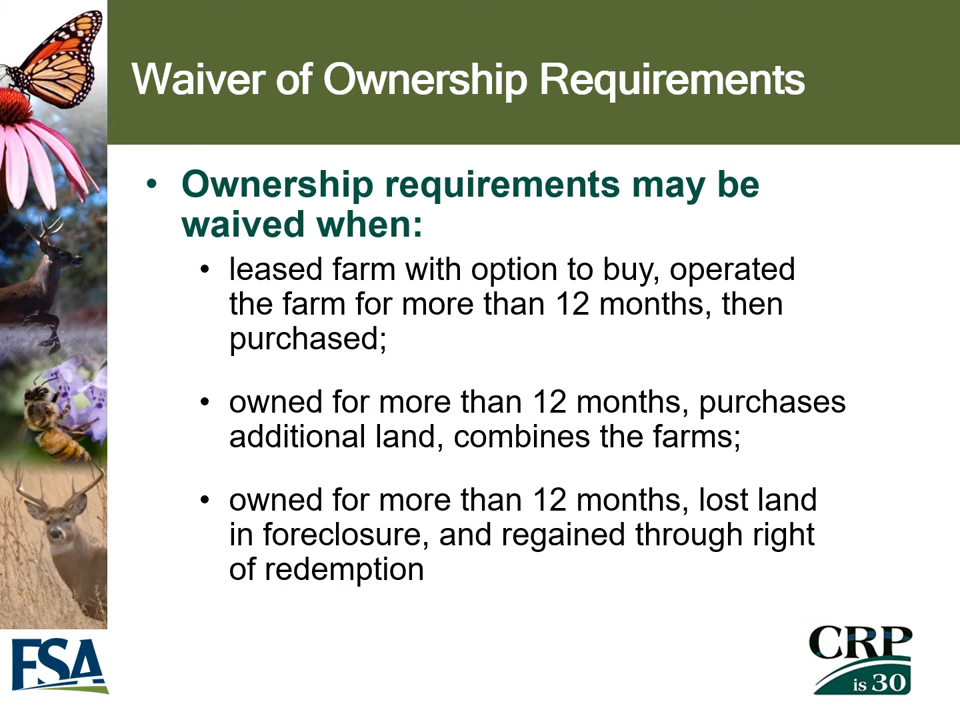 Waiver of Ownership Requirements
• Ownership requirements may be
waived when:
• leased farm with option to buy, operated
the farm for more than 12 months, then
purchased;
• owned for more than 12 months, purchases
additional land, combines the farms;
• owned for more than 12 months, lost land
in foreclosure, and regained through right
of redemption
FSA
CRP
is 30